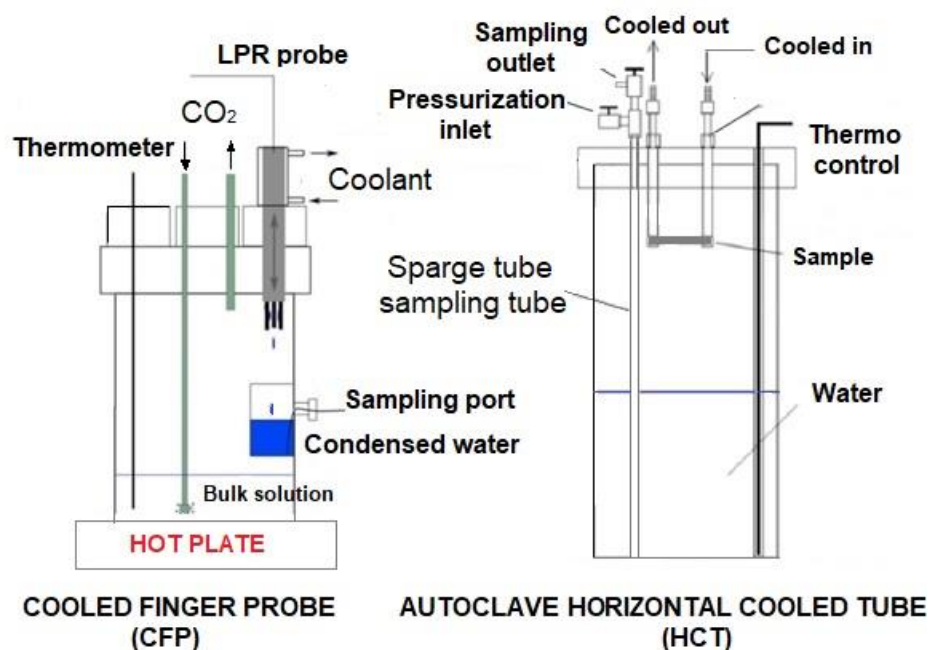 LPR probe
CO₂
Thermometer
Coolant
Sampling port
Condensed water
Bulk solution
HOT PLATE
COOLED FINGER PROBE
(CFP)
Cooled out
Sampling
outlet
Cooled in
Pressurization
inlet
Thermo
control
Sample
Sparge tube
sampling tube
Water
AUTOCLAVE HORIZONTAL COOLED TUBE
(HCT)